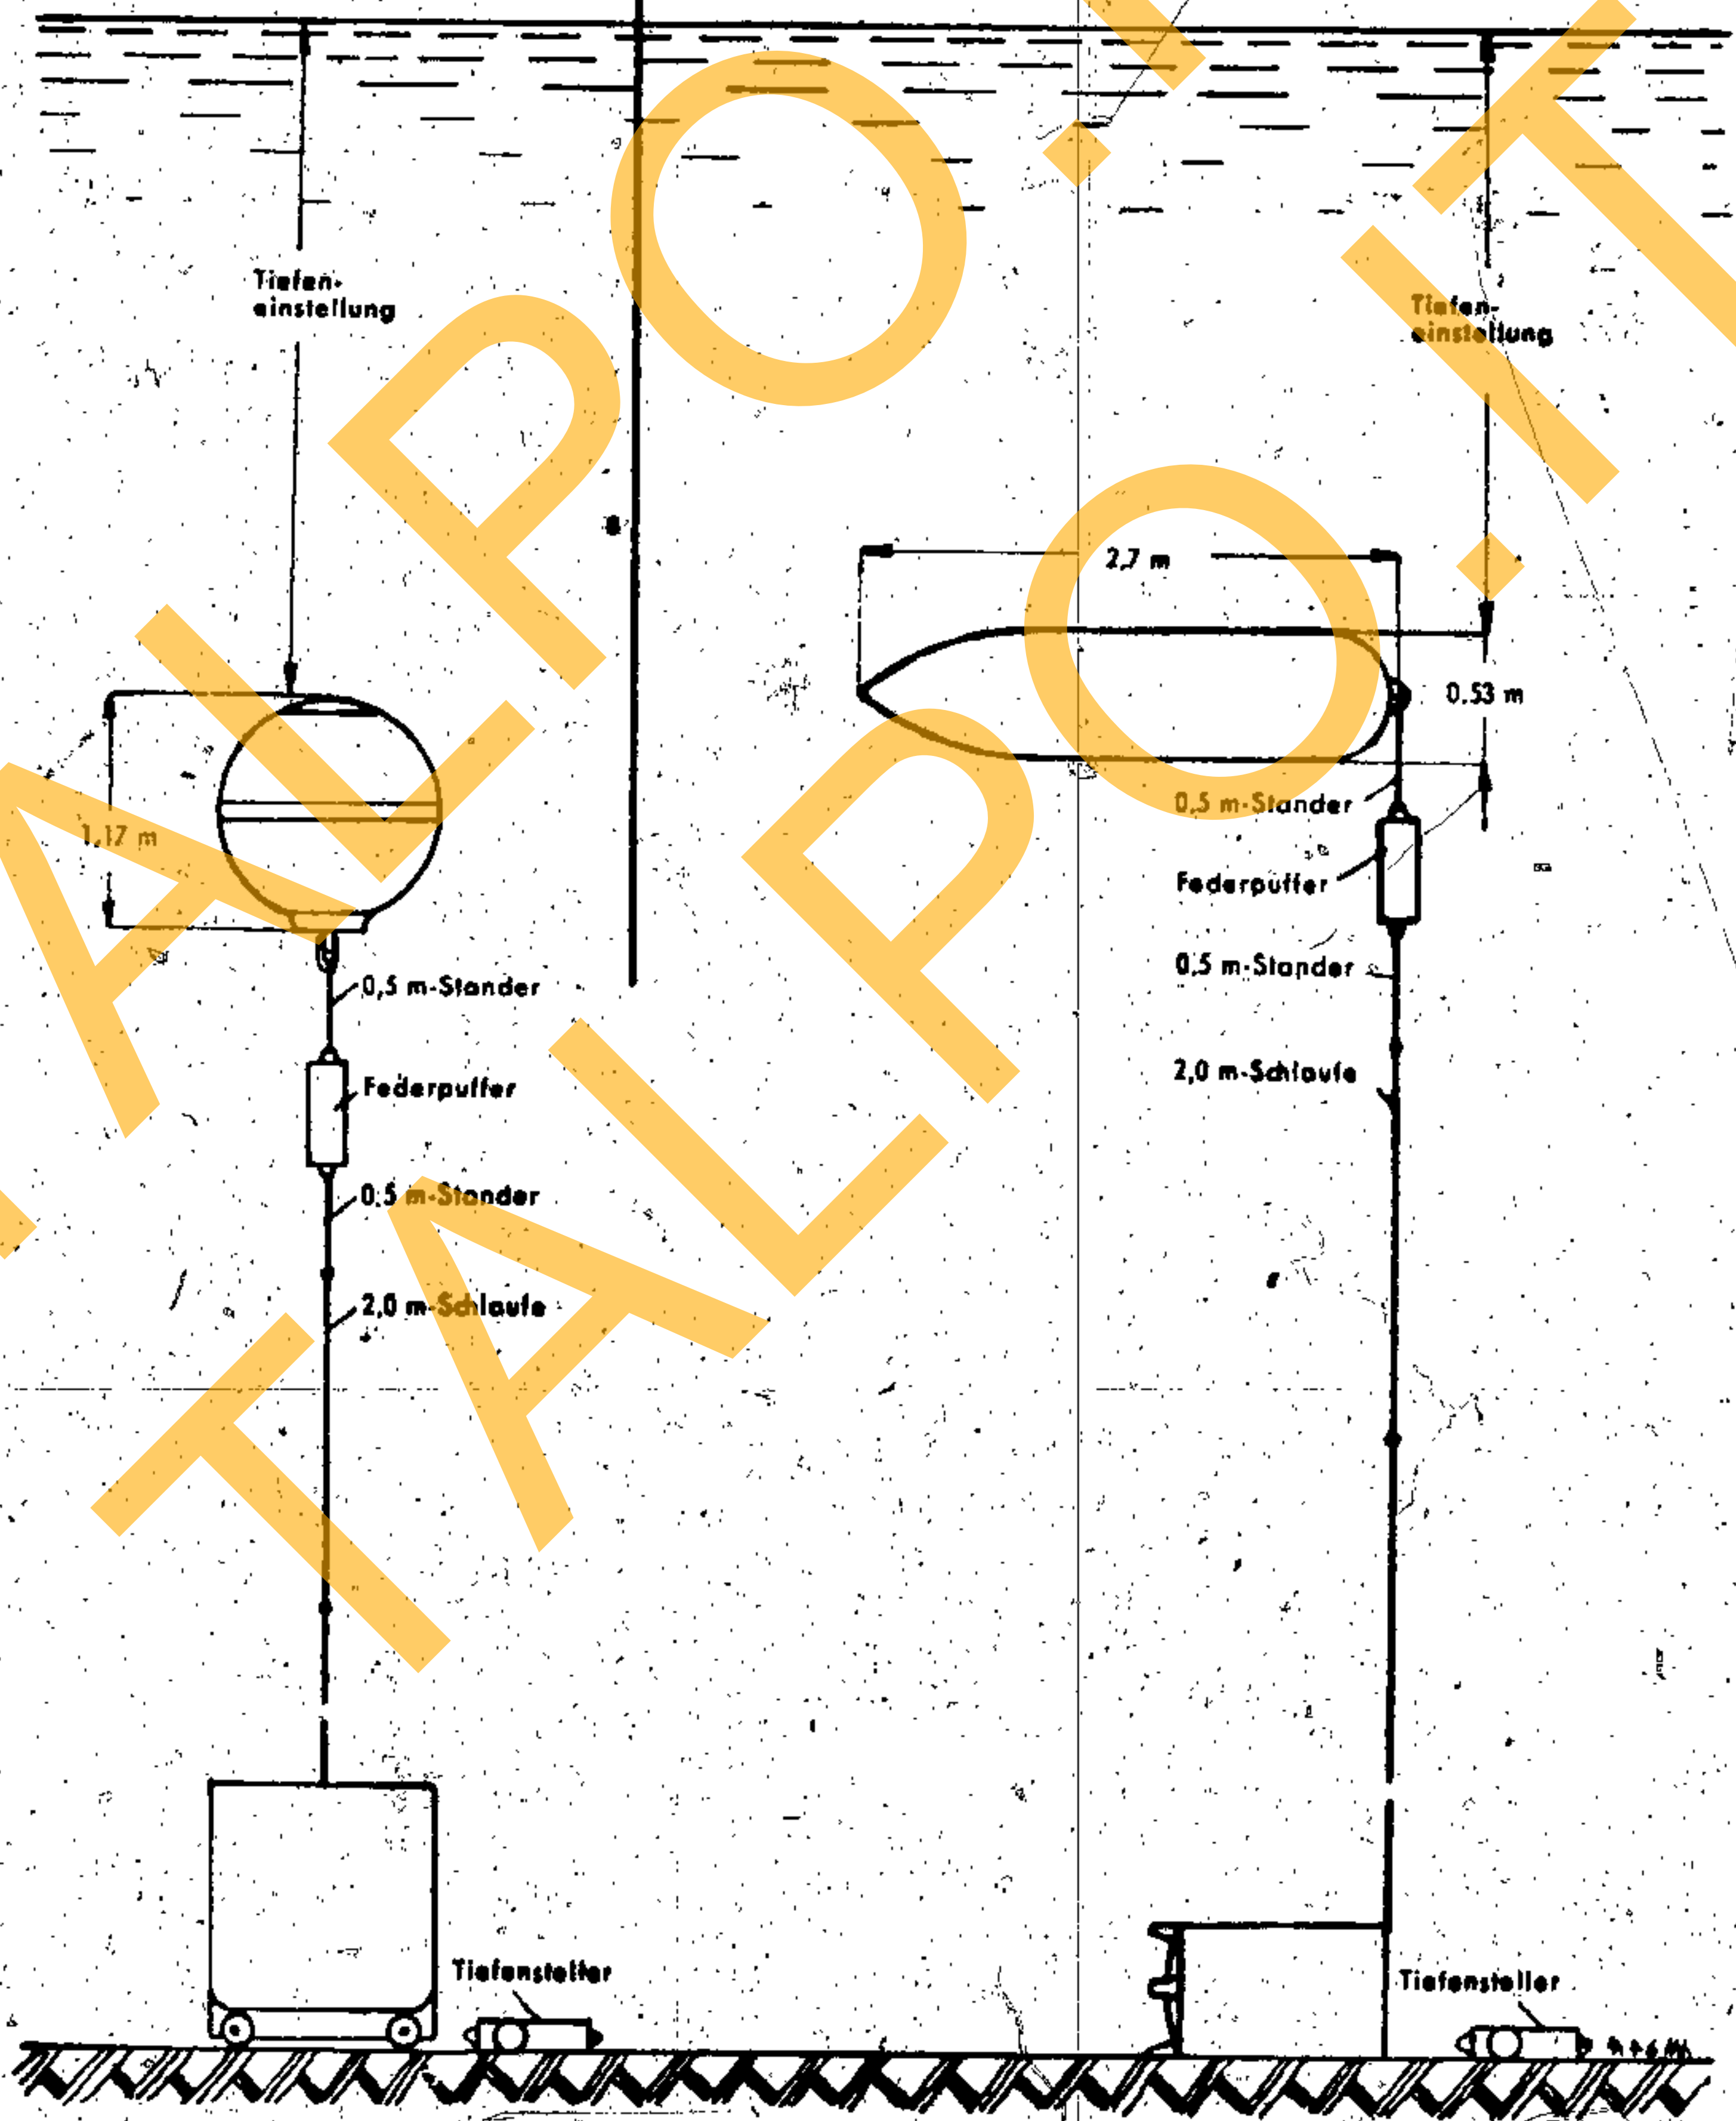 Tiefen-
einstellung
1,17 m
0,5 m-Stander
Federpuffer
0,5 m-Stander
2,0 m-Schlaufe
Tiefensteller
Tiefen-
einstellung
2,7 m
0.53 m
0,5 m-Stander
Federpuffer
0,5 m-Stander
2,0 m-Schlaufe
Tiefensteller
TALPO.IT
TALPO.IT